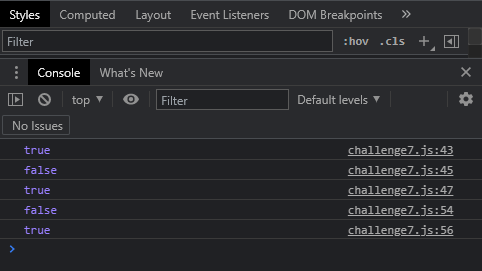 Styles Computed Layout Event Listeners DOM Breakpoints »
Filter :hov .cls
Console What's New
top Filter Default levels
No Issues
true challenge7.js:43
false challenge7.js:45
true challenge7.js:47
false challenge7.js:54
true challenge7.js:56